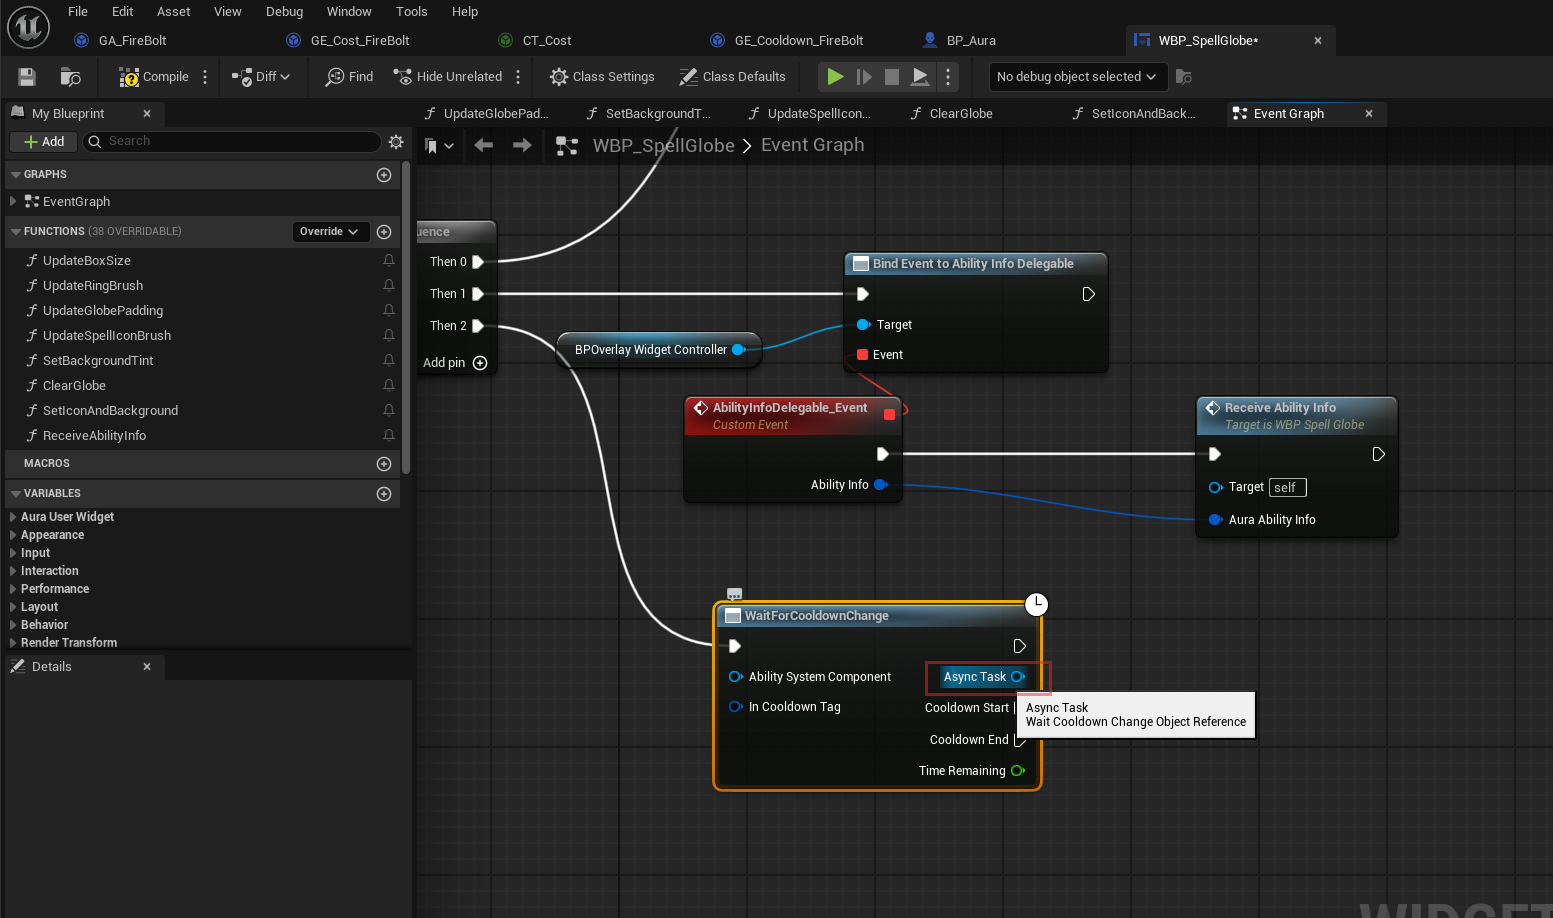 File Edit Asset View Debug Window Tools Help
GA_FireBolt GE_Cost_FireBolt CT_Cost GE_Cooldown_FireBolt BP_Aura WBP_SpellGlobe*
Compile Diff Find Hide Unrelated Class Settings Class Defaults No debug object selected
My Blueprint
UpdateGlobePad... SetBackgroundT... UpdateSpellIcon... ClearGlobe SetIconAndBack... Event Graph
Add Search
WBP_SpellGlobe > Event Graph
GRAPHS
EventGraph
FUNCTIONS (38 OVERRIDABLE) Override
UpdateBoxSize
UpdateRingBrush
UpdateGlobePadding
UpdateSpellIconBrush
SetBackgroundTint
ClearGlobe
SetIconAndBackground
ReceiveAbilityInfo
MACROS
VARIABLES
Aura User Widget
Appearance
Input
Interaction
Performance
Layout
Behavior
Render Transform
Details
uence
Then 0
Then 1
Then 2
Add pin
BPOverlay Widget Controller
Bind Event to Ability Info Delegable
Target
Event
AbilityInfoDelegable_Event
Custom Event
Ability Info
Receive Ability Info
Target is WBP Spell Globe
Target self
Aura Ability Info
WaitForCooldownChange
Ability System Component Async Task
In Cooldown Tag Cooldown Start
Cooldown End
Time Remaining
Async Task
Wait Cooldown Change Object Reference
WIDGET